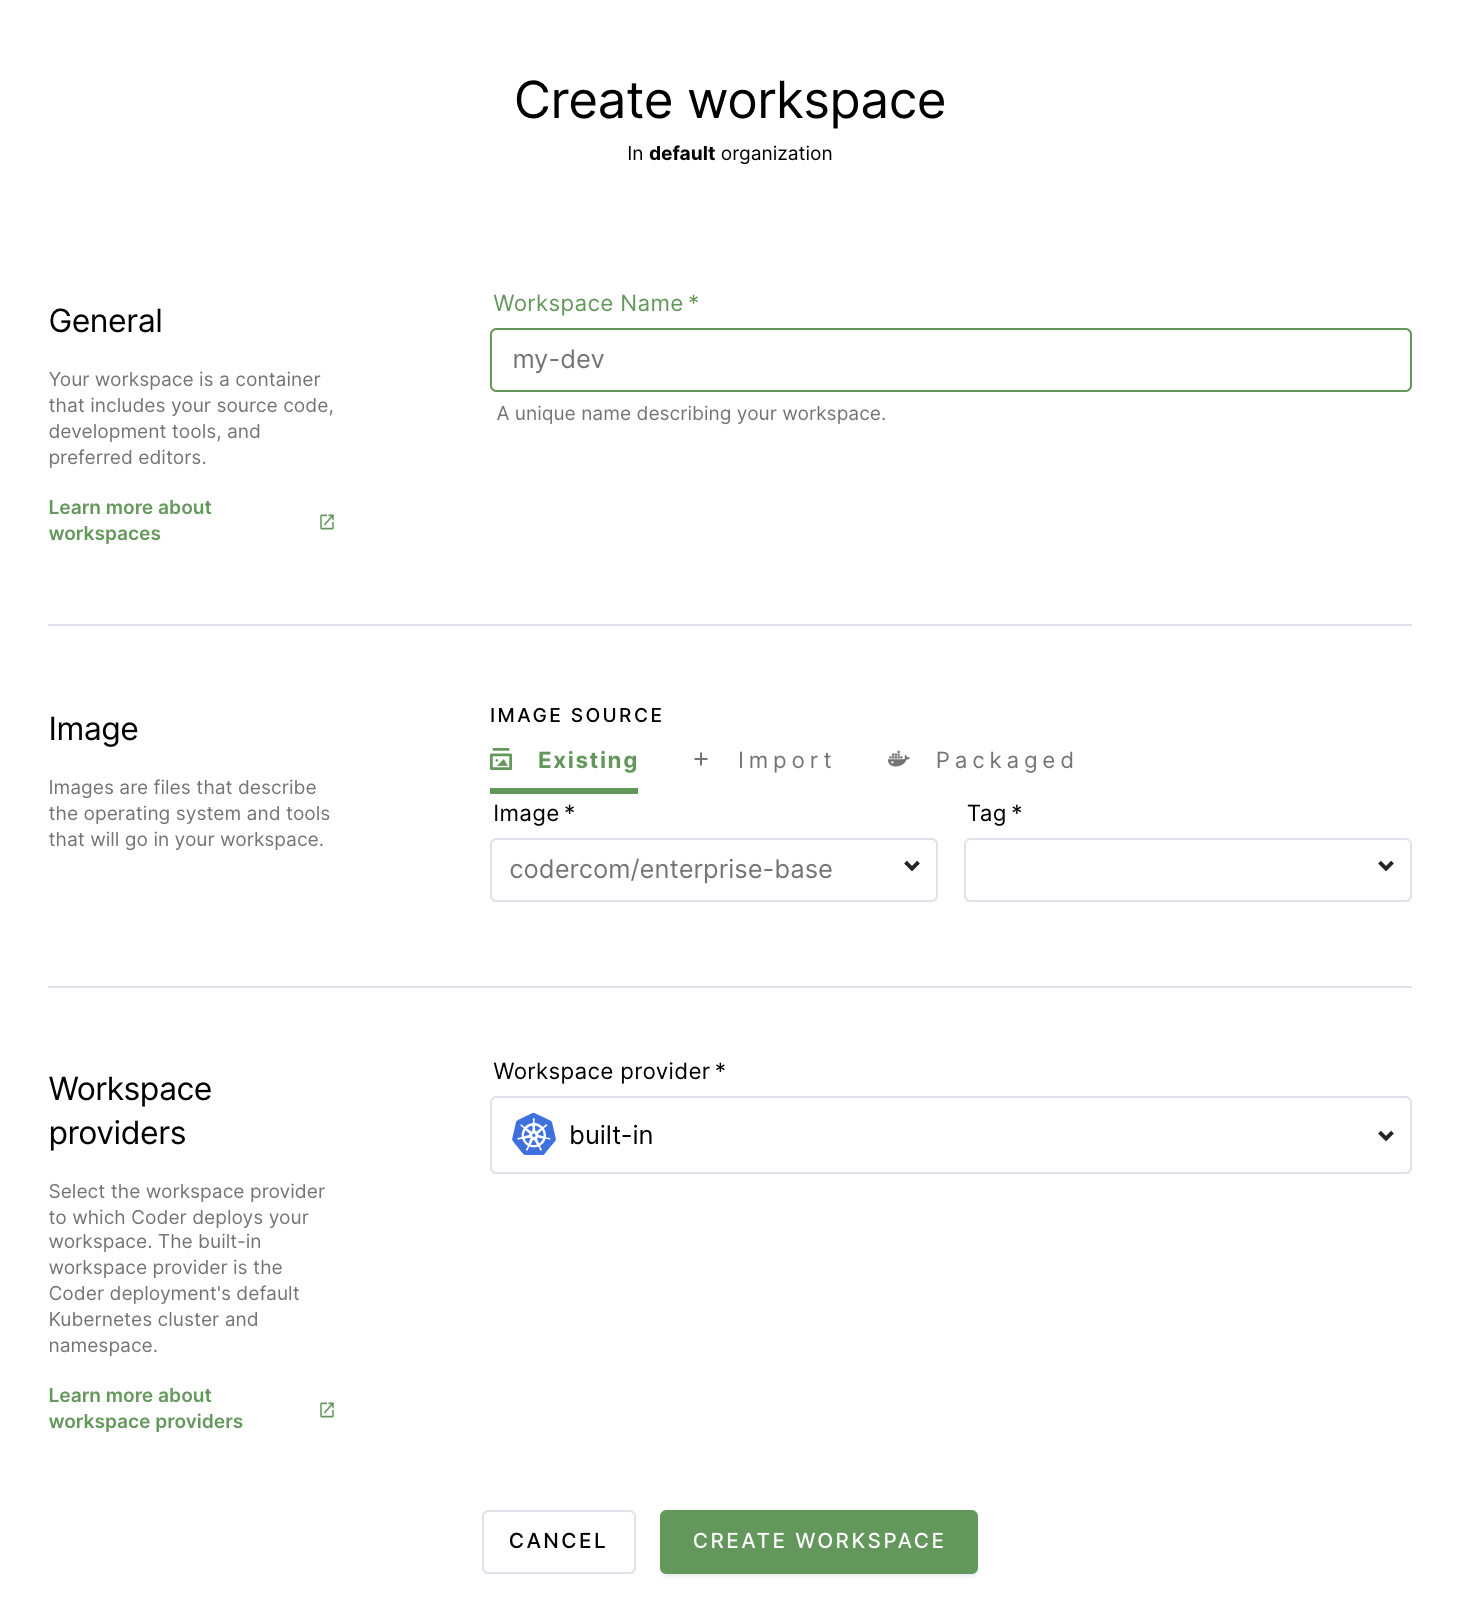 Create workspace
In default organization
General
Your workspace is a container
that includes your source code,
development tools, and
preferred editors.
Learn more about
workspaces
Workspace Name *
my-dev
A unique name describing your workspace.
Image
Images are files that describe
the operating system and tools
that will go in your workspace.
IMAGE SOURCE
Existing
Import
Packaged
Image *
codercom/enterprise-base
Tag *
Workspace
providers
Select the workspace provider
to which Coder deploys your
workspace. The built-in
workspace provider is the
Coder deployment's default
Kubernetes cluster and
namespace.
Learn more about
workspace providers
Workspace provider *
built-in
CANCEL
CREATE WORKSPACE